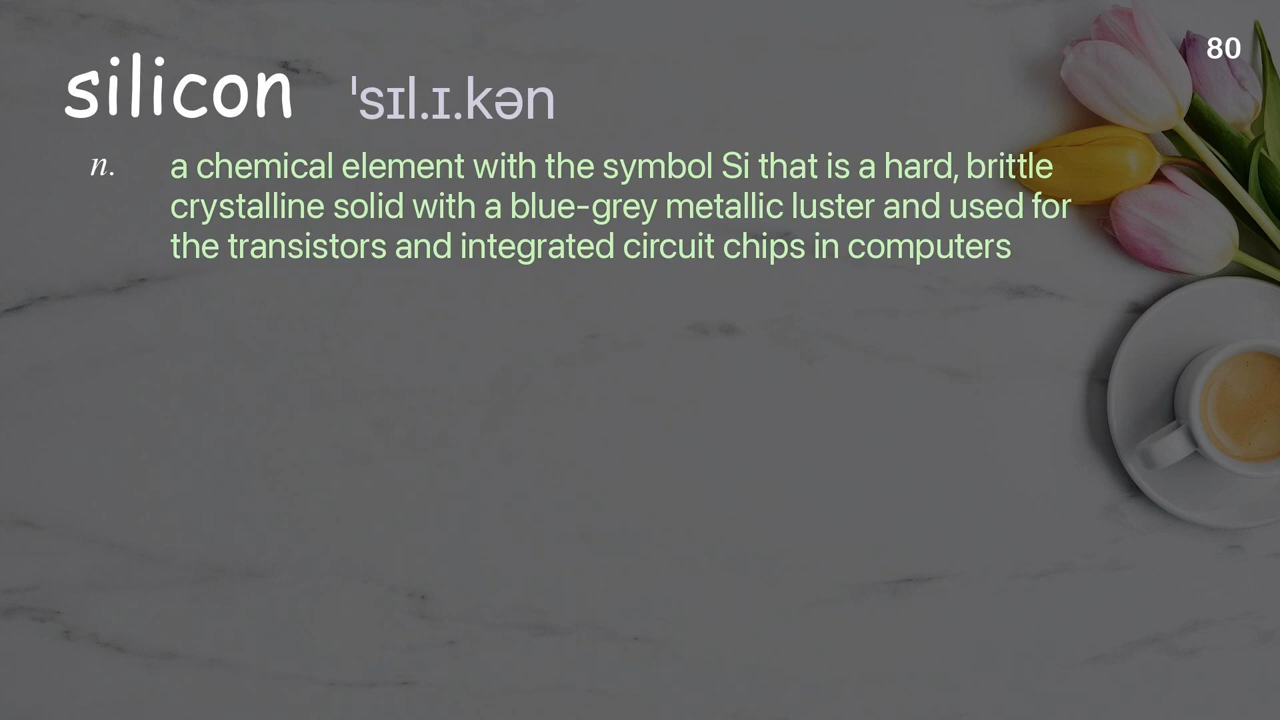 80
silicon ˈsɪl.ɪ.kən
n. a chemical element with the symbol Si that is a hard, brittle
crystalline solid with a blue-grey metallic luster and used for
the transistors and integrated circuit chips in computers